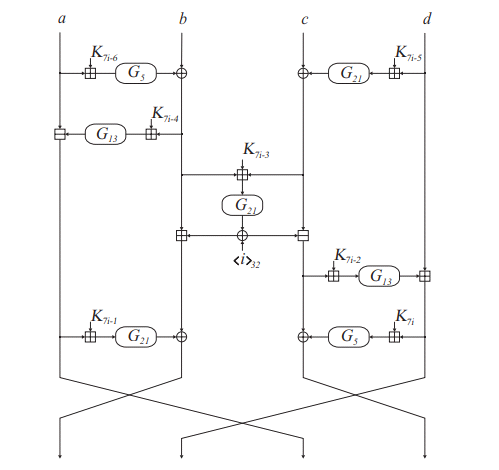 a b c d
K7i-6 K7i-5
G5 G21
K7i-4
G13
K7i-3
G21
<i>32
K7i-2
G13
K7i-1 K7i
G21 G5